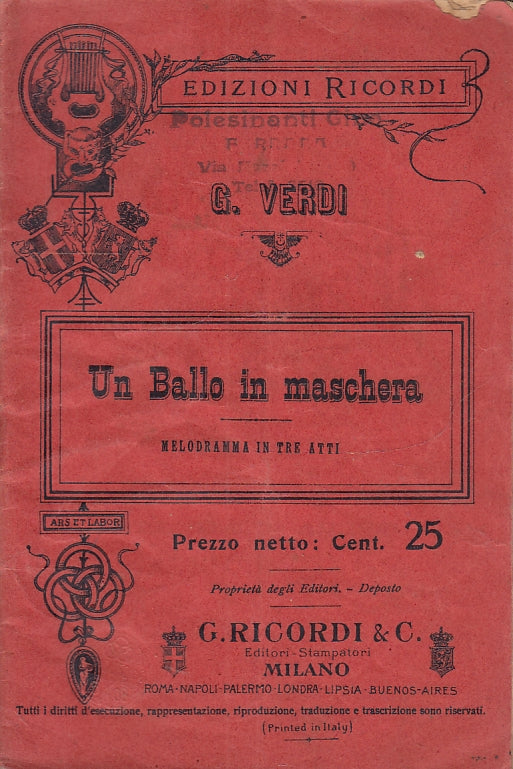 EDIZIONI RICORDI
Polesinanti
Via
G. VERDI
Un Ballo in maschera
MELODRAMMA IN TRE ATTI
ARS ET LABOR
Prezzo netto: Cent. 25
Proprietà degli Editori. - Deposto
G. RICORDI & C.
Editori - Stampatori
MILANO
ROMA - NAPOLI - PALERMO - LONDRA - LIPSIA - BUENOS-AIRES
Tutti i diritti d'esecuzione, rappresentazione, riproduzione, traduzione e trascrizione sono riservati.
(Printed in Italy)